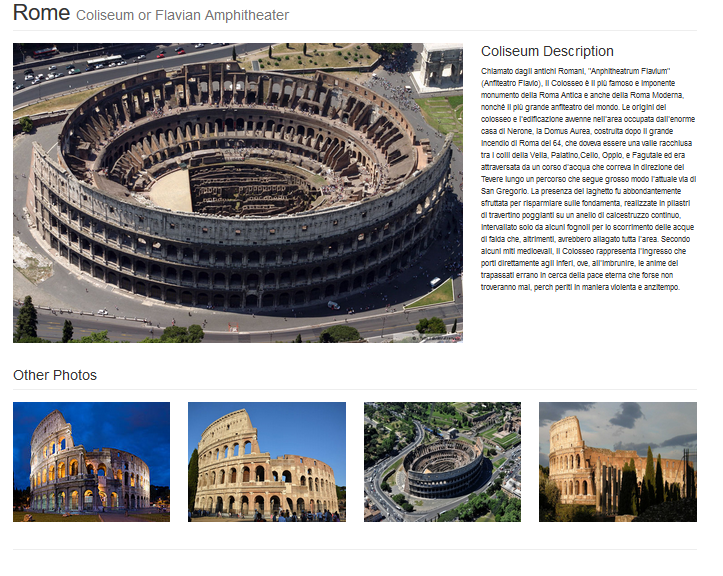 Rome Coliseum or Flavian Amphitheater
Coliseum Description
Chiamato dagli antichi Romani, "Anphitheatrum Flavium"
(Anfiteatro Flavio), Il Colosseo è il più famoso e imponente
monumento della Roma Antica e anche della Roma Moderna,
nonché il più grande anfiteatro del mondo. Le origini del
colosseo e l'edificazione avenne nell'area occupata dall'enorme
casa di Nerone, la Domus Aurea, costruita dopo il grande
incendio di Roma del 64, che doveva essere una valle racchiusa
tra i colli della Velia, Palatino,Celio, Oppio, e Fagutale ed era
attraversata da un corso d'acqua che correva in direzione del
Tevere lungo un percorso che segue grosso modo l'attuale via di
San Gregorio. La presenza del laghetto fu abbondantemente
sfruttata per risparmiare sulle fondamenta, realizzate in pilastri
di travertino poggianti su un anello di calcestruzzo continuo,
intervallato solo da alcuni fognoli per lo scorrimento delle acque
di falda che, altrimenti, avrebbero allagato tutta l'area. Secondo
alcuni miti medioevali, il Colosseo rappresenta l'ingresso che
porti direttamente agli inferi, ove, all'imbrunire, le anime dei
trapassati errano in cerca della pace eterna che forse non
troveranno mai, perch periti in maniera violenta e anzitempo.
Other Photos